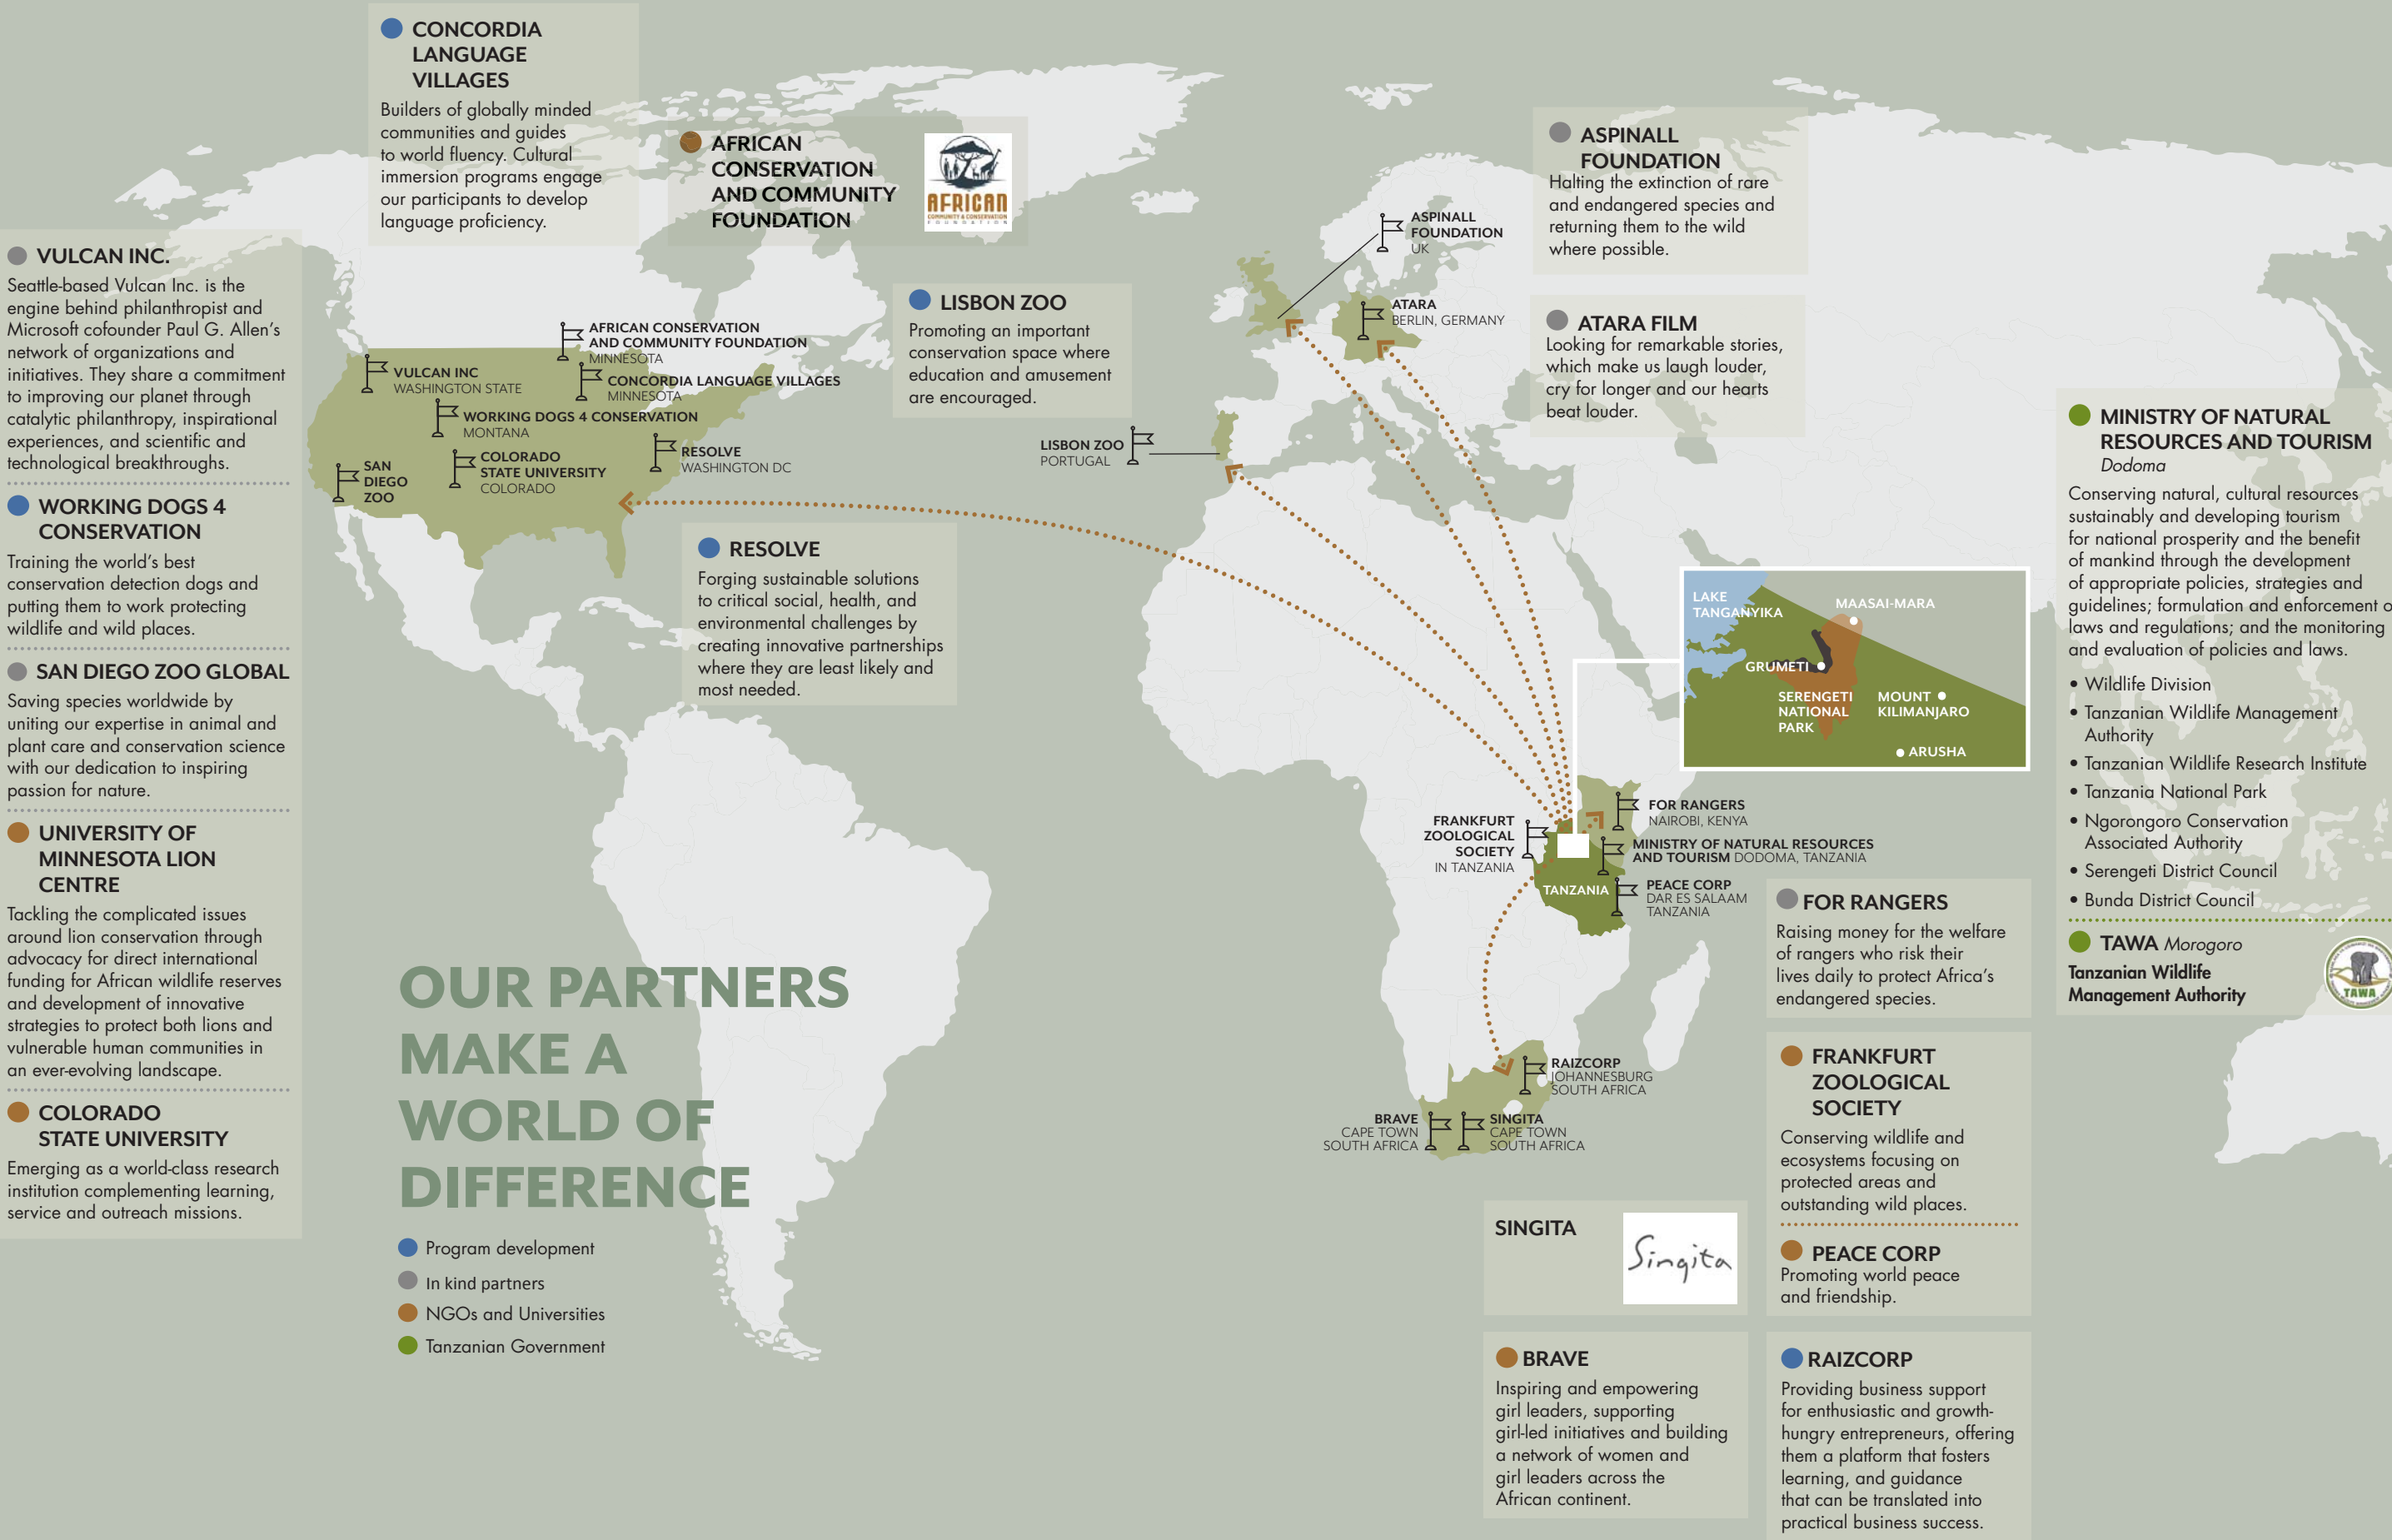 CONCORDIA
LANGUAGE
VILLAGES
Builders of globally minded
communities and guides
to world fluency. Cultural
immersion programs engage
our participants to develop
language proficiency.
AFRICAN
CONSERVATION
AND COMMUNITY
FOUNDATION
AFRICAN
COMMUNITY & CONSERVATION
FOUNDATION
ASPINALL
FOUNDATION
Halting the extinction of rare
and endangered species and
returning them to the wild
where possible.
ATARA FILM
Looking for remarkable stories,
which make us laugh louder,
cry for longer and our hearts
beat louder.
VULCAN INC.
Seattle-based Vulcan Inc. is the
engine behind philanthropist and
Microsoft cofounder Paul G. Allen's
network of organizations and
initiatives. They share a commitment
to improving our planet through
catalytic philanthropy, inspirational
experiences, and scientific and
technological breakthroughs.
WORKING DOGS 4
CONSERVATION
Training the world's best
conservation detection dogs and
putting them to work protecting
wildlife and wild places.
SAN DIEGO ZOO GLOBAL
Saving species worldwide by
uniting our expertise in animal and
plant care and conservation science
with our dedication to inspiring
passion for nature.
UNIVERSITY OF
MINNESOTA LION
CENTRE
Tackling the complicated issues
around lion conservation through
advocacy for direct international
funding for African wildlife reserves
and development of innovative
strategies to protect both lions and
vulnerable human communities in
an ever-evolving landscape.
COLORADO
STATE UNIVERSITY
Emerging as a world-class research
institution complementing learning,
service and outreach missions.
LISBON ZOO
Promoting an important
conservation space where
education and amusement
are encouraged.
RESOLVE
Forging sustainable solutions
to critical social, health, and
environmental challenges by
creating innovative partnerships
where they are least likely and
most needed.
AFRICAN CONSERVATION
AND COMMUNITY FOUNDATION
MINNESOTA
VULCAN INC
WASHINGTON STATE
CONCORDIA LANGUAGE VILLAGES
MINNESOTA
WORKING DOGS 4 CONSERVATION
MONTANA
COLORADO
STATE UNIVERSITY
COLORADO
RESOLVE
WASHINGTON DC
SAN
DIEGO
ZOO
ASPINALL
FOUNDATION
UK
ATARA
BERLIN, GERMANY
LISBON ZOO
PORTUGAL
LAKE
TANGANYIKA
MAASAI-MARA
GRUMETI
SERENGETI
NATIONAL
PARK
MOUNT
KILIMANJARO
ARUSHA
FRANKFURT
ZOOLOGICAL
SOCIETY
IN TANZANIA
FOR RANGERS
NAIROBI, KENYA
MINISTRY OF NATURAL RESOURCES
AND TOURISM DODOMA, TANZANIA
TANZANIA
PEACE CORP
DAR ES SALAAM
TANZANIA
RAIZCORP
JOHANNESBURG
SOUTH AFRICA
BRAVE
CAPE TOWN
SOUTH AFRICA
SINGITA
CAPE TOWN
SOUTH AFRICA
MINISTRY OF NATURAL
RESOURCES AND TOURISM
Dodoma
Conserving natural, cultural resources
sustainably and developing tourism
for national prosperity and the benefit
of mankind through the development
of appropriate policies, strategies and
guidelines; formulation and enforcement o
laws and regulations; and the monitoring
and evaluation of policies and laws.
• Wildlife Division
• Tanzanian Wildlife Management
Authority
• Tanzanian Wildlife Research Institute
• Tanzania National Park
• Ngorongoro Conservation
Associated Authority
• Serengeti District Council
• Bunda District Council
TAWA Morogoro
Tanzanian Wildlife
Management Authority
TAWA
FOR RANGERS
Raising money for the welfare
of rangers who risk their
lives daily to protect Africa's
endangered species.
FRANKFURT
ZOOLOGICAL
SOCIETY
Conserving wildlife and
ecosystems focusing on
protected areas and
outstanding wild places.
PEACE CORP
Promoting world peace
and friendship.
SINGITA
Singita
BRAVE
Inspiring and empowering
girl leaders, supporting
girl-led initiatives and building
a network of women and
girl leaders across the
African continent.
RAIZCORP
Providing business support
for enthusiastic and growth-
hungry entrepreneurs, offering
them a platform that fosters
learning, and guidance
that can be translated into
practical business success.
OUR PARTNERS
MAKE A
WORLD OF
DIFFERENCE
Program development
In kind partners
NGOs and Universities
Tanzanian Government